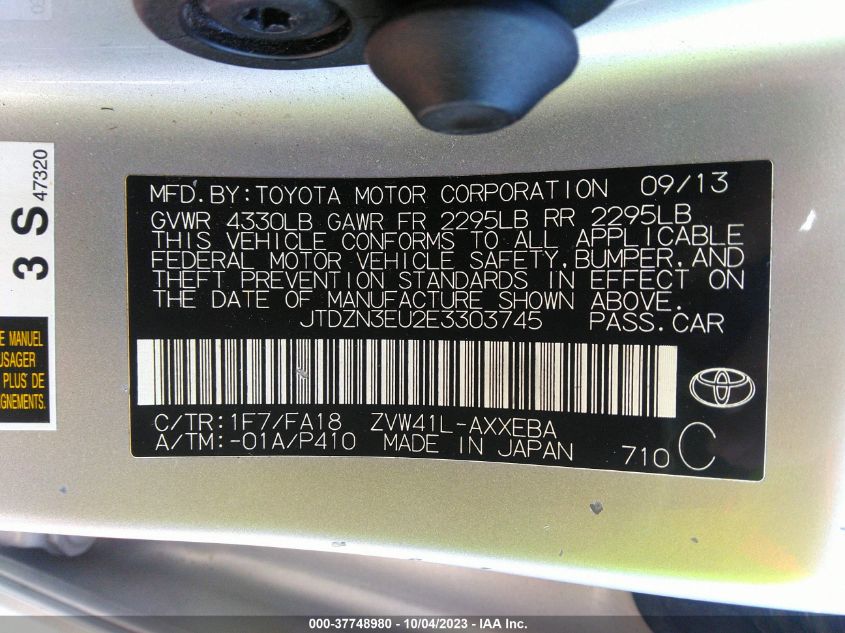 MFD.BY:TOYOTA MOTOR CORPORATION 09/13
GVWR 4330LB GAWR FR 2295LB RR 2295LB
THIS VEHICLE CONFORMS TO ALL APPLICABLE
FEDERAL MOTOR VEHICLE SAFETY,BUMPER,AND
THEFT PREVENTION STANDARDS IN EFFECT ON
THE DATE OF MANUFACTURE SHOWN ABOVE.
JTDZN3EU2E3303745 PASS.CAR
C/TR:1F7/FA18 ZVW41L-AXXEBA
A/TM:-01A/P410 MADE IN JAPAN 710 C
3 S
47320
E MANUEL
USAGER
PLUS DE
GNEMENTS.
000-37748980 - 10/04/2023 - IAA Inc.